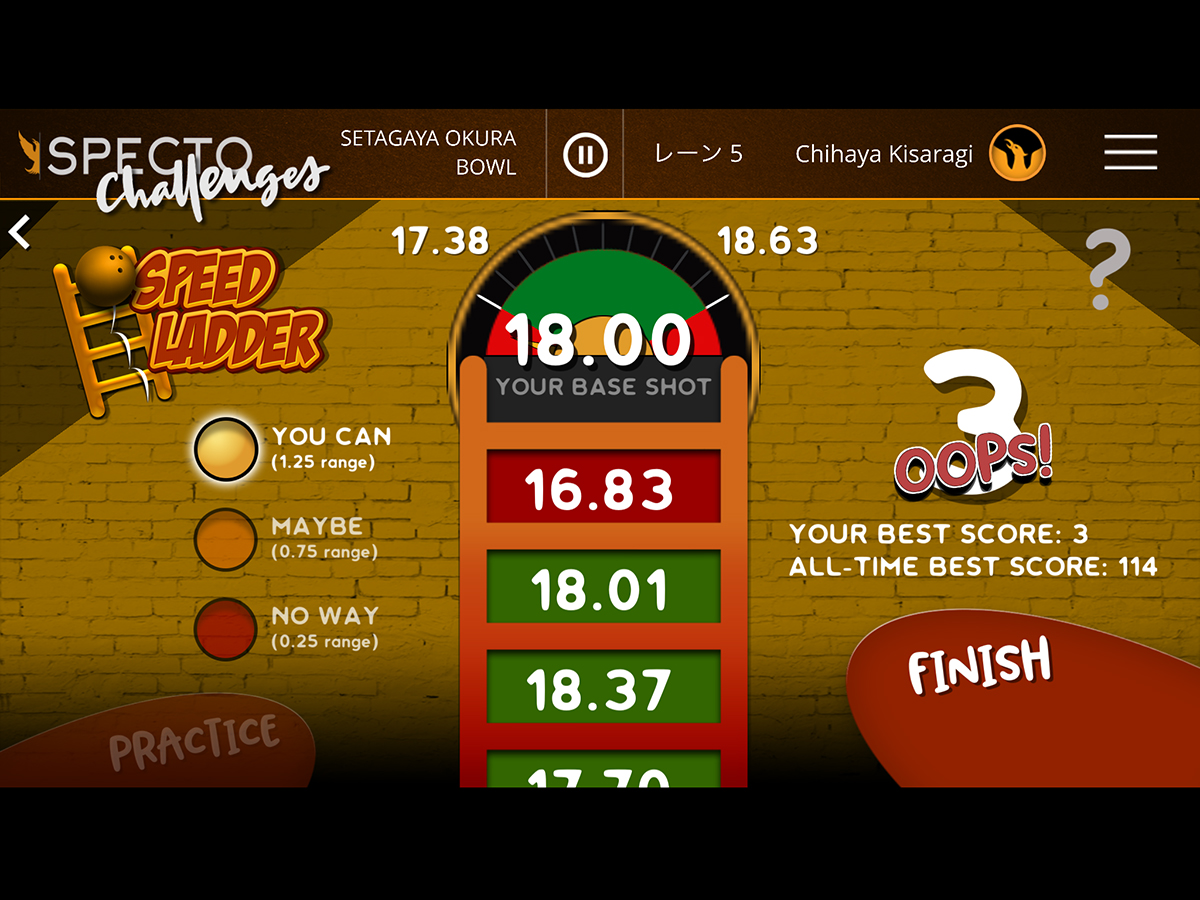 SPECTO
Challenges
SETAGAYA OKURA
BOWL
レーン 5
Chihaya Kisaragi
SPEED
LADDER
YOU CAN
(1.25 range)
MAYBE
(0.75 range)
NO WAY
(0.25 range)
PRACTICE
17.38
18.63
18.00
YOUR BASE SHOT
16.83
18.01
18.37
17.70
?
3
OOPS!
YOUR BEST SCORE: 3
ALL-TIME BEST SCORE: 114
FINISH